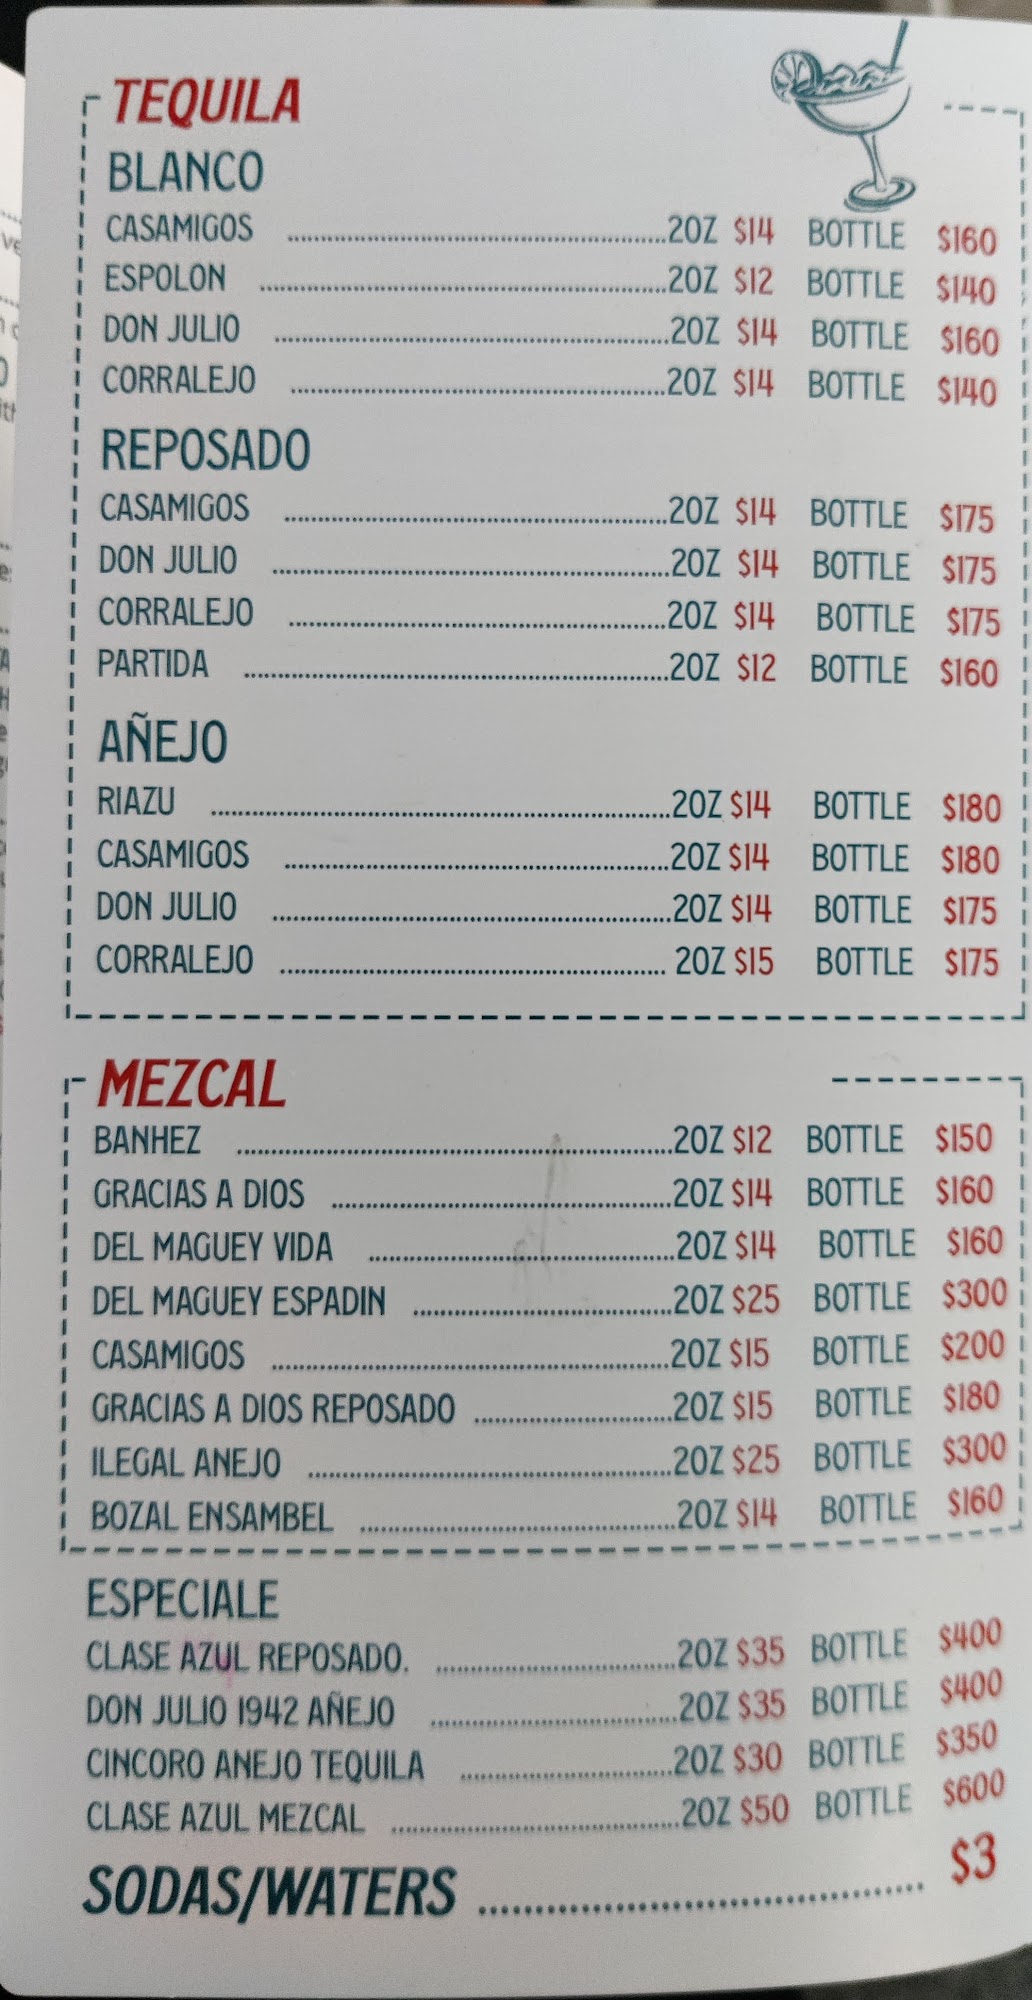 TEQUILA
BLANCO
CASAMIGOS ........ 2OZ $14 BOTTLE $160
ESPOLON ........ 2OZ $12 BOTTLE $140
DON JULIO ........ 2OZ $14 BOTTLE $160
CORRALEJO ........ 2OZ $14 BOTTLE $140
REPOSADO
CASAMIGOS ........ 2OZ $14 BOTTLE $175
DON JULIO ........ 2OZ $14 BOTTLE $175
CORRALEJO ........ 2OZ $14 BOTTLE $175
PARTIDA ........ 2OZ $12 BOTTLE $160
AÑEJO
RIAZU ........ 2OZ $14 BOTTLE $180
CASAMIGOS ........ 2OZ $14 BOTTLE $180
DON JULIO ........ 2OZ $14 BOTTLE $175
CORRALEJO ........ 2OZ $15 BOTTLE $175
MEZCAL
BANHEZ ........ 2OZ $12 BOTTLE $150
GRACIAS A DIOS ........ 2OZ $14 BOTTLE $160
DEL MAGUEY VIDA ........ 2OZ $14 BOTTLE $160
DEL MAGUEY ESPADIN ........ 2OZ $25 BOTTLE $300
CASAMIGOS ........ 2OZ $15 BOTTLE $200
GRACIAS A DIOS REPOSADO ........ 2OZ $15 BOTTLE $180
ILEGAL ANEJO ........ 2OZ $25 BOTTLE $300
BOZAL ENSAMBEL ........ 2OZ $14 BOTTLE $160
ESPECIALE
CLASE AZUL REPOSADO. ........ 2OZ $35 BOTTLE $400
DON JULIO 1942 AÑEJO ........ 2OZ $35 BOTTLE $400
CINCORO ANEJO TEQUILA ........ 2OZ $30 BOTTLE $350
CLASE AZUL MEZCAL ........ 2OZ $50 BOTTLE $600
SODAS/WATERS ........ $3